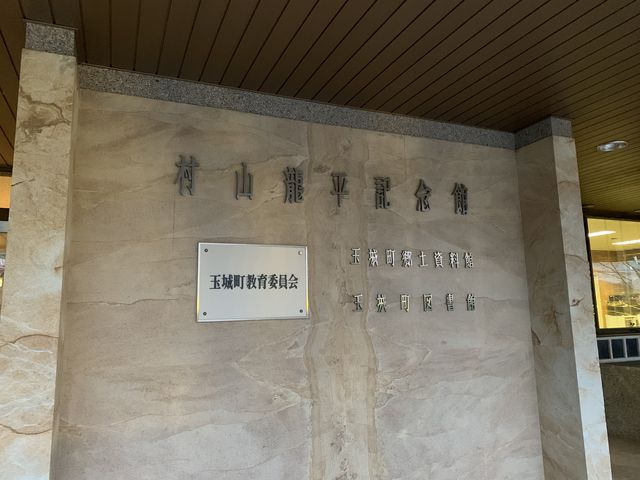 村山龍平記念館
玉城町教育委員会
玉城町郷土資料館
玉城町図書館